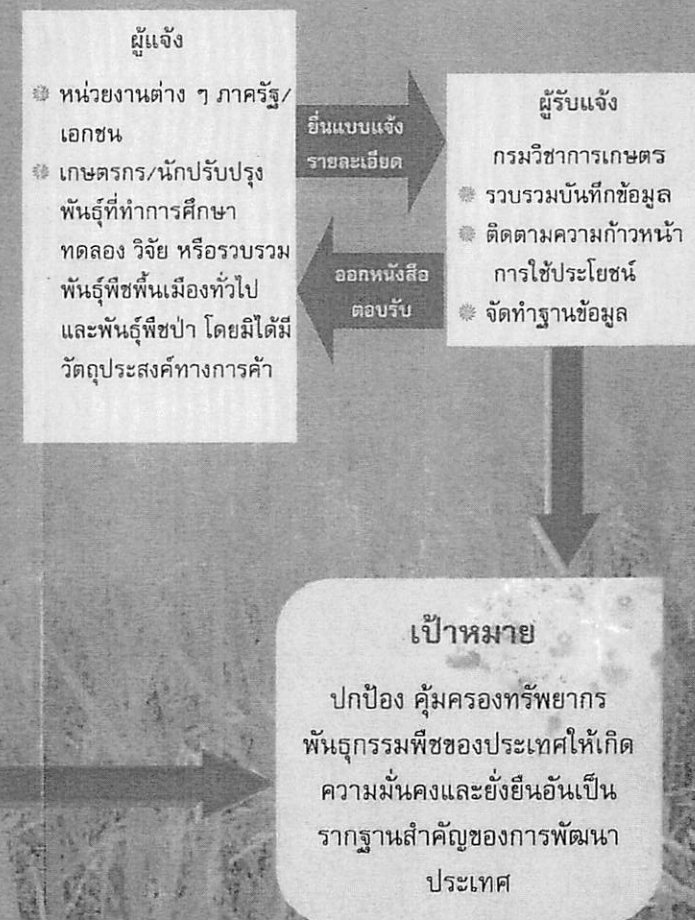 ผู้แจ้ง
หน่วยงานต่าง ๆ ภาครัฐ/
เอกชน
เกษตรกร/นักปรับปรุง
พันธุ์ที่ทำการศึกษา
ทดลอง วิจัย หรือรวบรวม
พันธุ์พืชพื้นเมืองทั่วไป
และพันธุ์พืชป่า โดยมิได้มี
วัตถุประสงค์ทางการค้า
ยื่นแบบแจ้ง
รายละเอียด
ออกหนังสือ
ตอบรับ
ผู้รับแจ้ง
กรมวิชาการเกษตร
รวบรวมบันทึกข้อมูล
ติดตามความก้าวหน้า
การใช้ประโยชน์
จัดทำฐานข้อมูล
เป้าหมาย
ปกป้อง คุ้มครองทรัพยากร
พันธุกรรมพืชของประเทศให้เกิด
ความมั่นคงและยั่งยืนอันเป็น
รากฐานสำคัญของการพัฒนา
ประเทศ